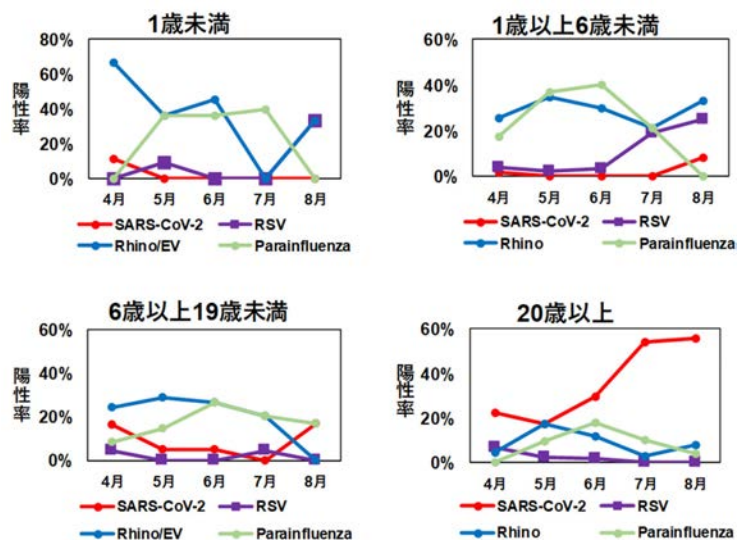 1歳未満
80%
60%
40%
20%
0%
陽性率
4月 5月 6月 7月 8月
SARS-CoV-2 RSV
Rhino/EV Parainfluenza
1歳以上6歳未満
60%
40%
20%
0%
陽性率
4月 5月 6月 7月 8月
SARS-CoV-2 RSV
Rhino Parainfluenza
6歳以上19歳未満
60%
40%
20%
0%
陽性率
4月 5月 6月 7月 8月
SARS-CoV-2 RSV
Rhino/EV Parainfluenza
20歳以上
60%
40%
20%
0%
陽性率
4月 5月 6月 7月 8月
SARS-CoV-2 RSV
Rhino Parainfluenza